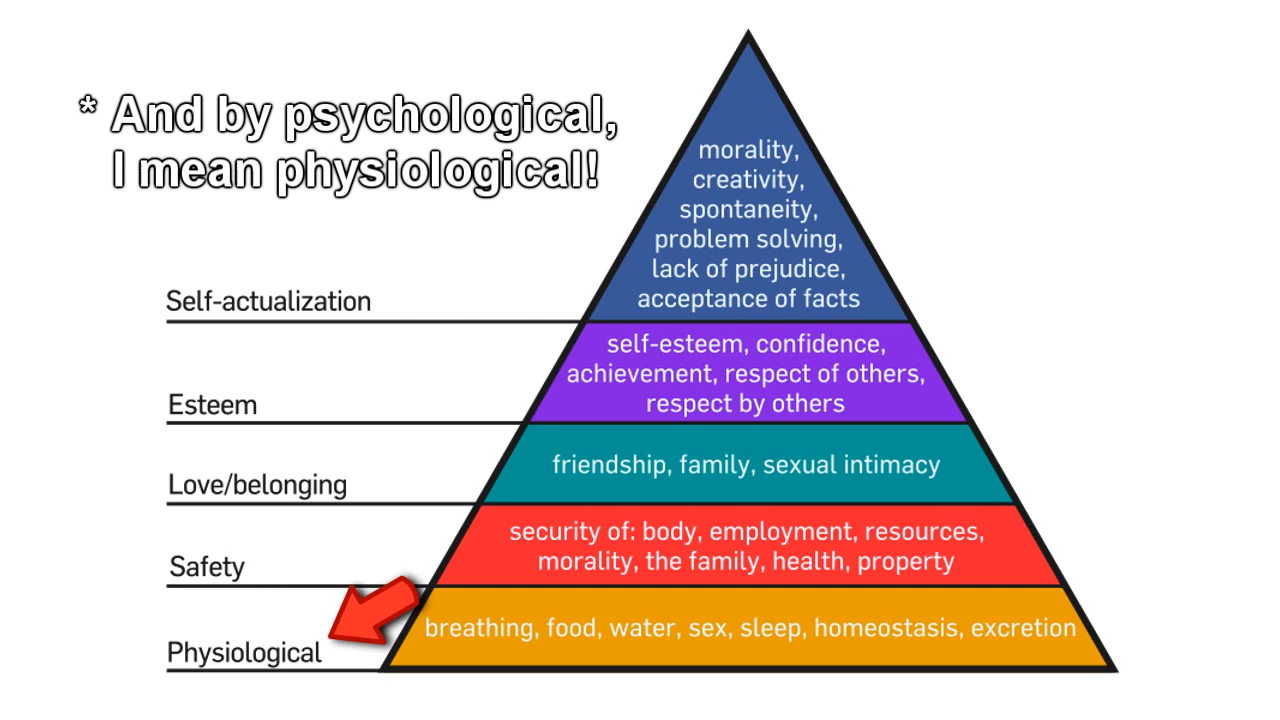 * And by psychological,
I mean physiological!
morality,
creativity,
spontaneity,
problem solving,
lack of prejudice,
acceptance of facts
Self-actualization
self-esteem, confidence,
achievement, respect of others,
respect by others
Esteem
friendship, family, sexual intimacy
Love/belonging
security of: body, employment, resources,
morality, the family, health, property
Safety
breathing, food, water, sex, sleep, homeostasis, excretion
Physiological